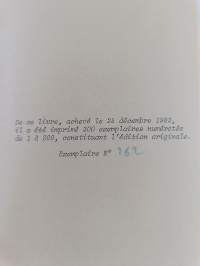 De ce livre, achevé le 24 décembre 1982,
il a été imprimé 200 exemplaires numérotés
de 1 à 200, constituant l'édition originale.
Exemplaire N° 162